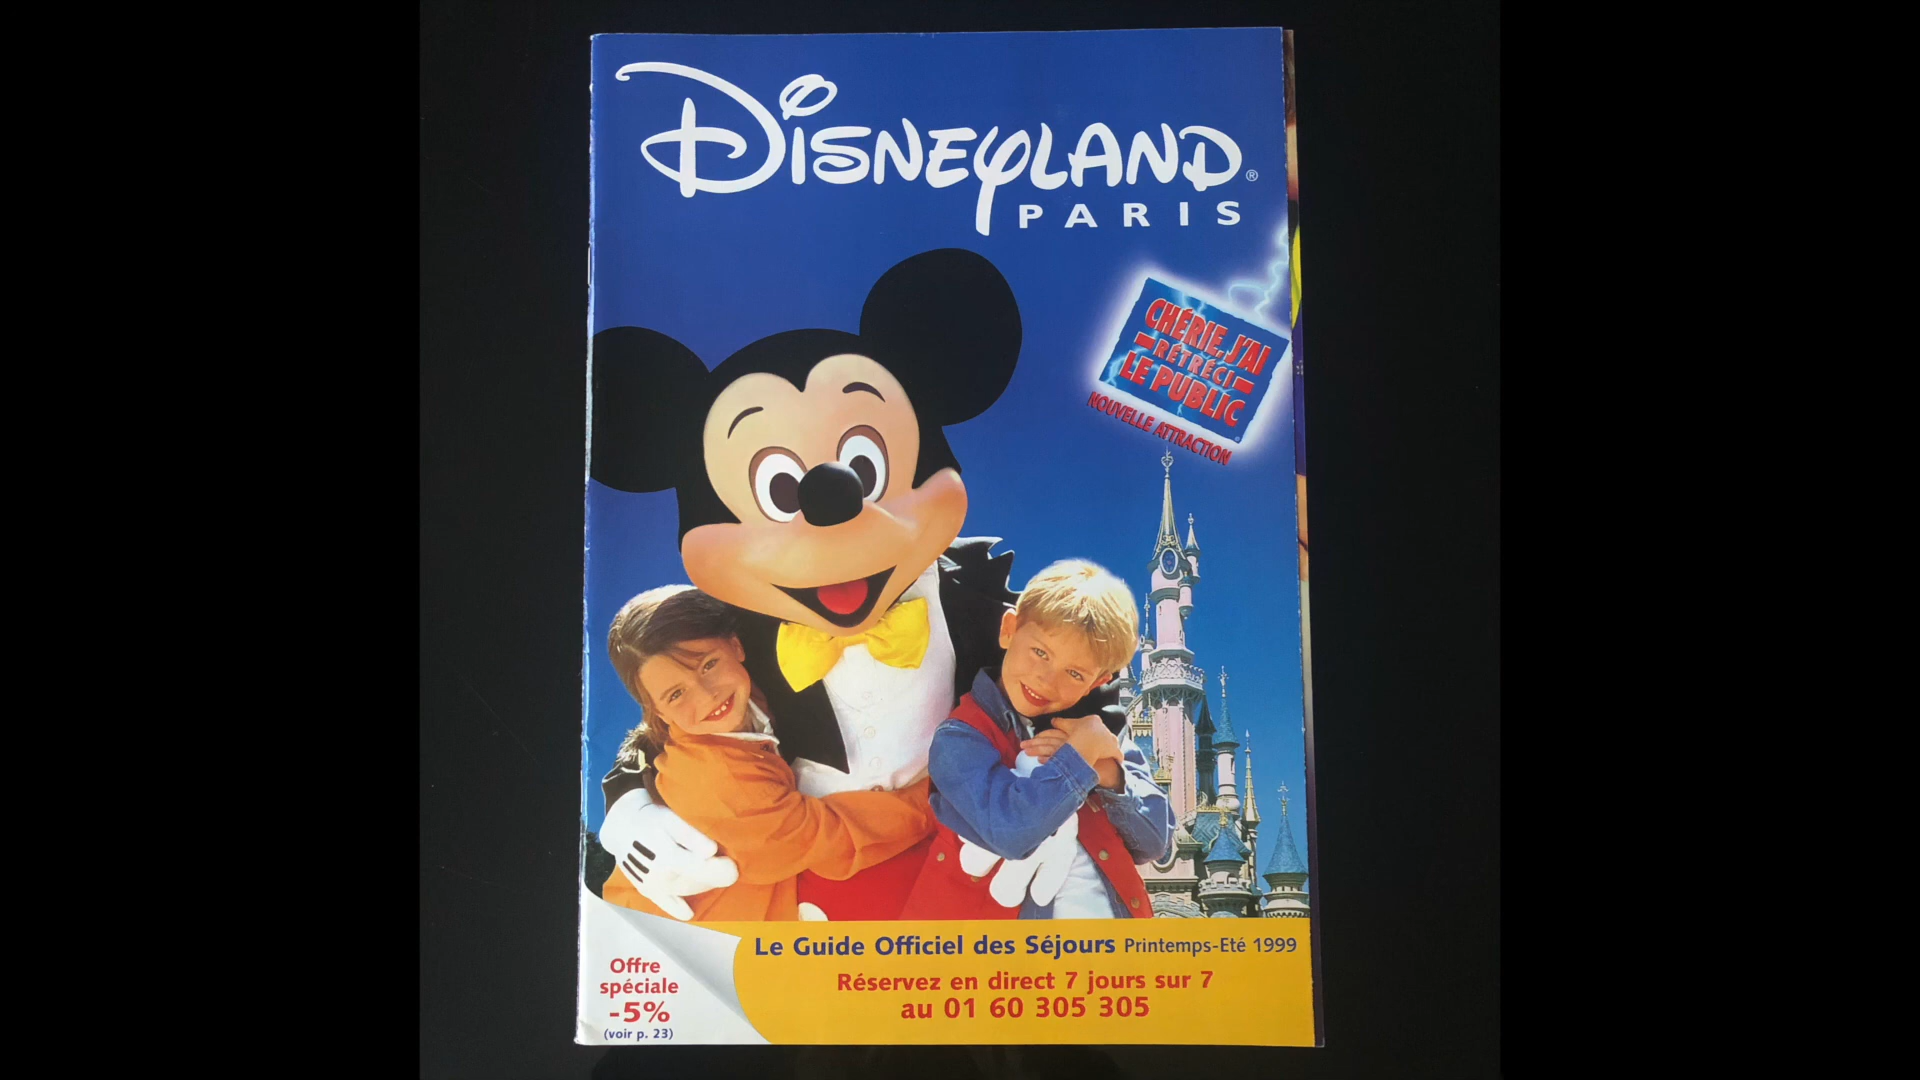 DISNEYLAND®
PARIS
CHÉRIE, J'AI
RÉTRÉCI
LE PUBLIC
NOUVELLE ATTRACTION
Le Guide Officiel des Séjours Printemps-Eté 1999
Réservez en direct 7 jours sur 7
au 01 60 305 305
Offre
spéciale
-5%
(voir p. 23)